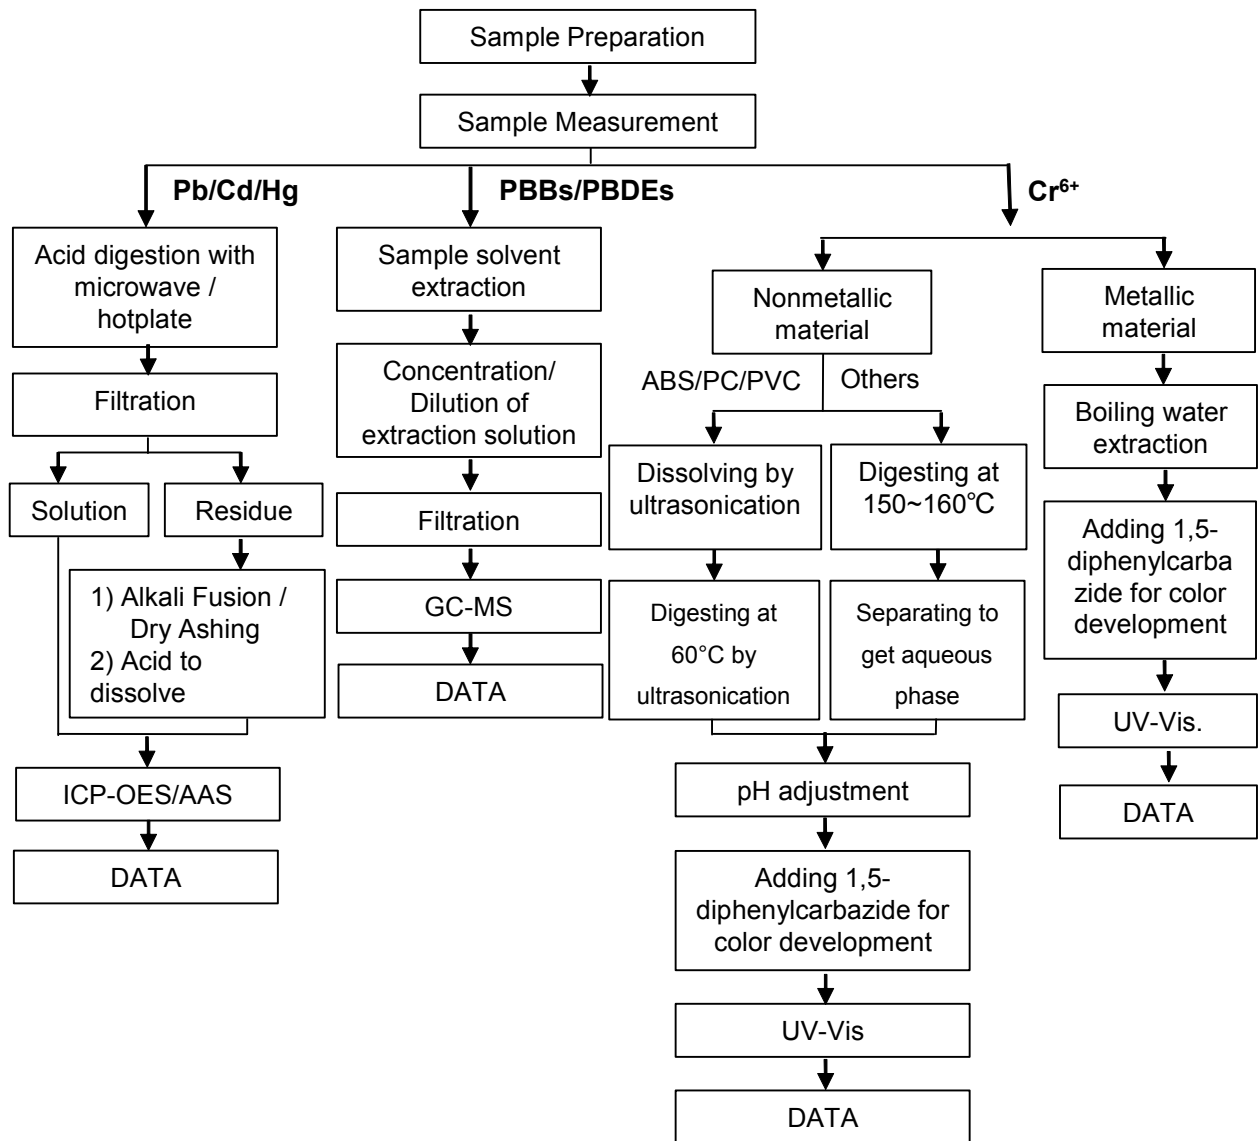 Sample Preparation
Sample Measurement
Pb/Cd/Hg
PBBs/PBDEs
Cr⁶⁺
Acid digestion with
microwave /
hotplate
Filtration
Solution
Residue
1) Alkali Fusion /
Dry Ashing
2) Acid to
dissolve
ICP-OES/AAS
DATA
Sample solvent
extraction
Concentration/
Dilution of
extraction solution
Filtration
GC-MS
DATA
Nonmetallic
material
ABS/PC/PVC
Others
Dissolving by
ultrasonication
Digesting at
60°C by
ultrasonication
Digesting at
150~160℃
Separating to
get aqueous
phase
pH adjustment
Adding 1,5-
diphenylcarbazide for
color development
UV-Vis
DATA
Metallic
material
Boiling water
extraction
Adding 1,5-
diphenylcarba
zide for color
development
UV-Vis.
DATA